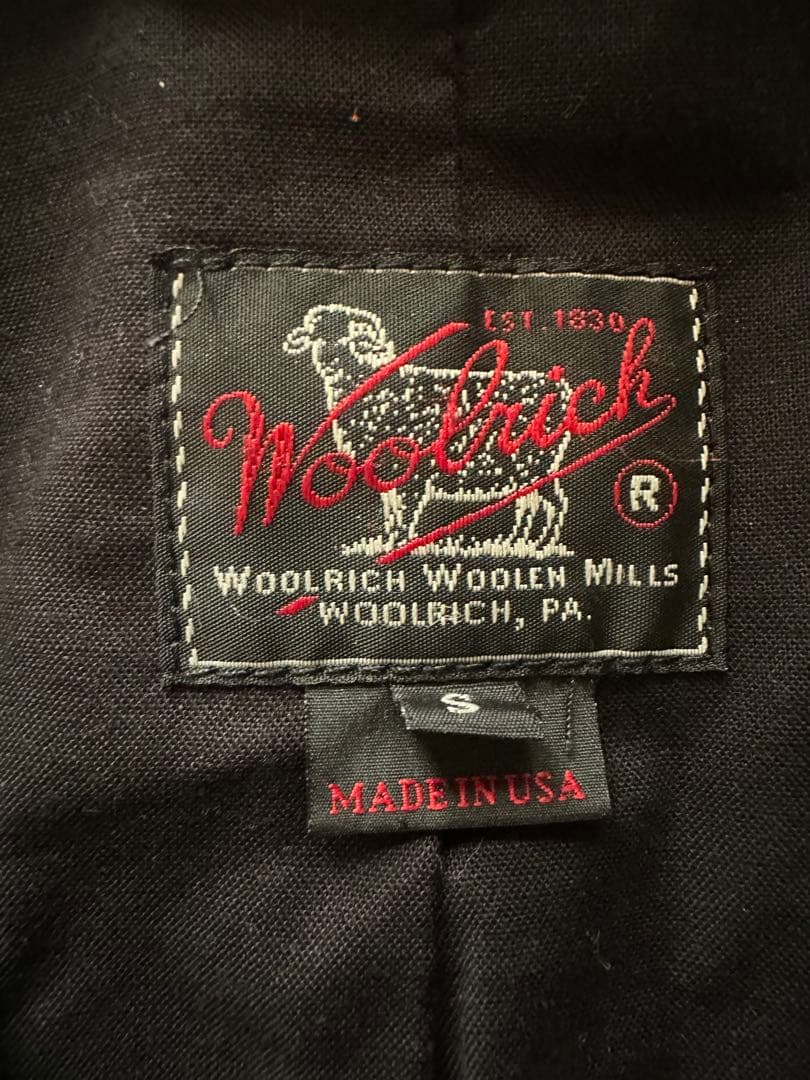 EST. 1830
Woolrich
®
WOOLRICH WOOLEN MILLS
WOOLRICH, PA.
S
MADE IN USA